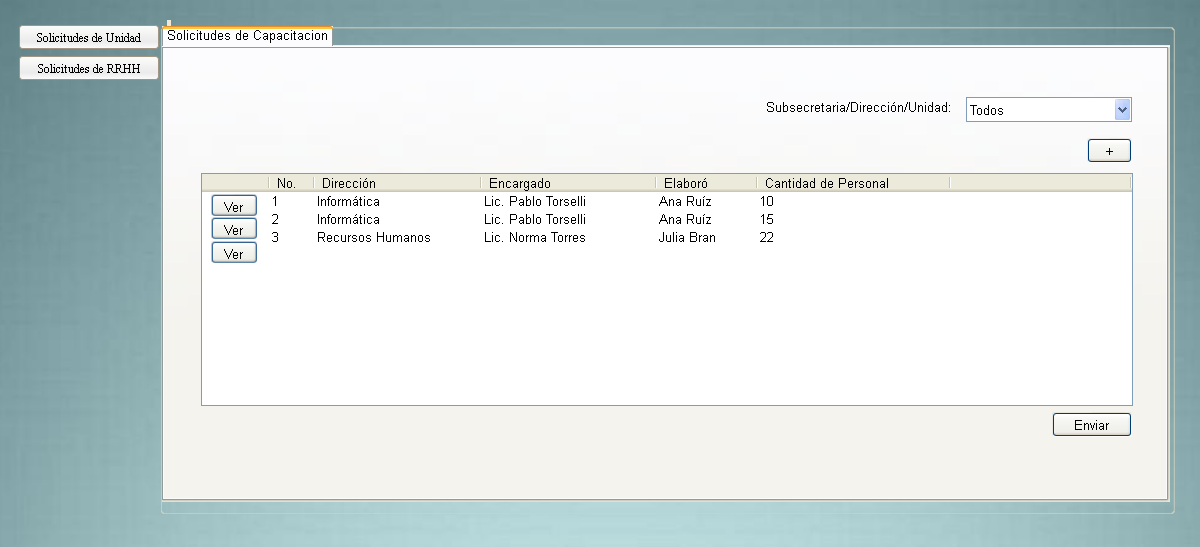 Solicitudes de Unidad
Solicitudes de RRHH
Solicitudes de Capacitacion
Subsecretaria/Dirección/Unidad: Todos
+
No. Dirección Encargado Elaboró Cantidad de Personal
Ver 1 Informática Lic. Pablo Torselli Ana Ruíz 10
Ver 2 Informática Lic. Pablo Torselli Ana Ruíz 15
Ver 3 Recursos Humanos Lic. Norma Torres Julia Bran 22
Enviar